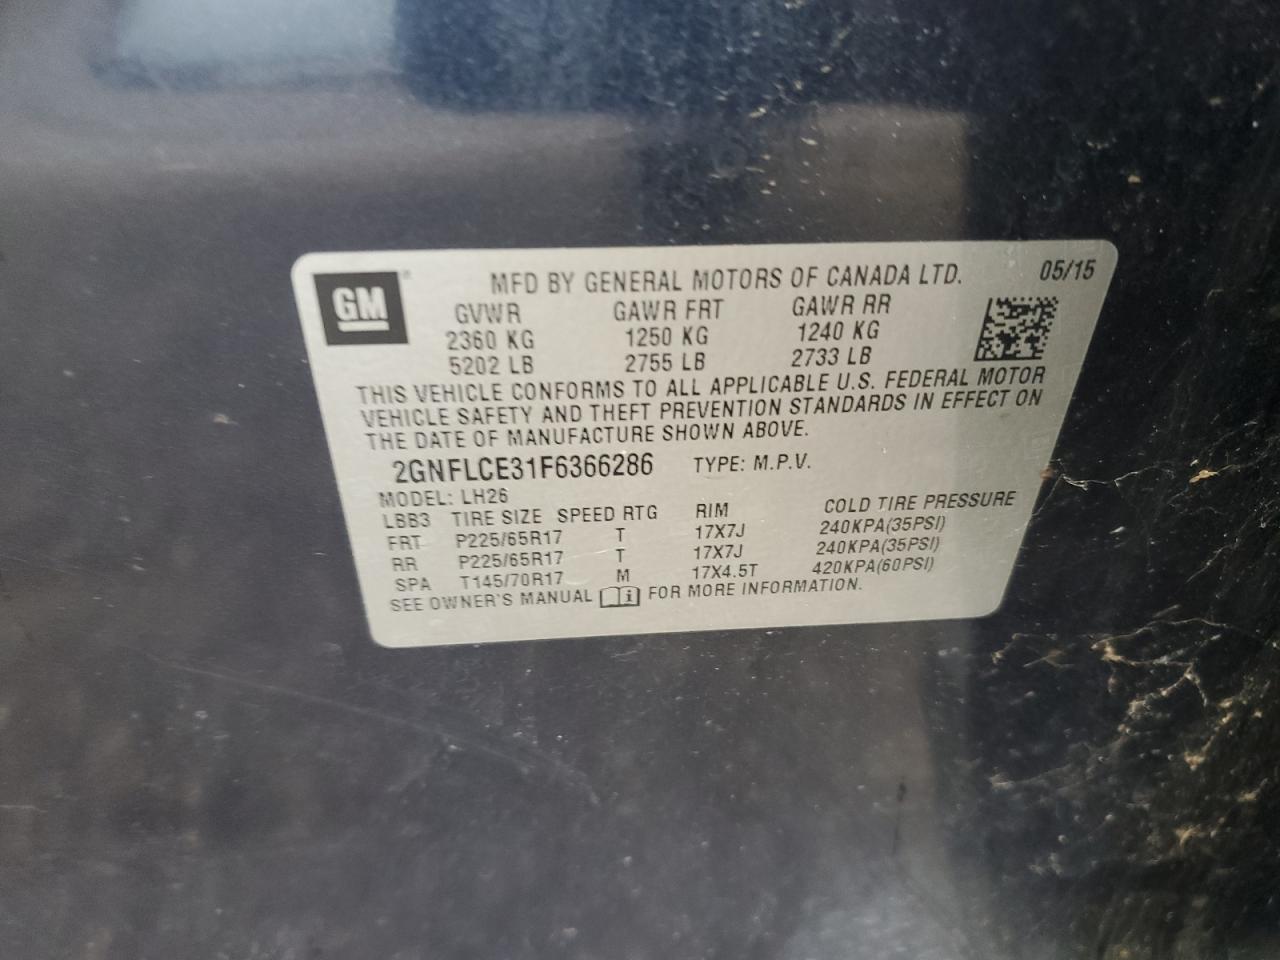 GM
MFD BY GENERAL MOTORS OF CANADA LTD. 05/15
GVWR GAWR FRT GAWR RR
2360 KG 1250 KG 1240 KG
5202 LB 2755 LB 2733 LB
THIS VEHICLE CONFORMS TO ALL APPLICABLE U.S. FEDERAL MOTOR
VEHICLE SAFETY AND THEFT PREVENTION STANDARDS IN EFFECT ON
THE DATE OF MANUFACTURE SHOWN ABOVE.
2GNFLCE31F6366286 TYPE: M.P.V.
MODEL: LH26
LBB3 TIRE SIZE SPEED RTG RIM COLD TIRE PRESSURE
FRT P225/65R17 T 17X7J 240KPA(35PSI)
RR P225/65R17 T 17X7J 240KPA(35PSI)
SPA T145/70R17 M 17X4.5T 420KPA(60PSI)
SEE OWNER'S MANUAL FOR MORE INFORMATION.